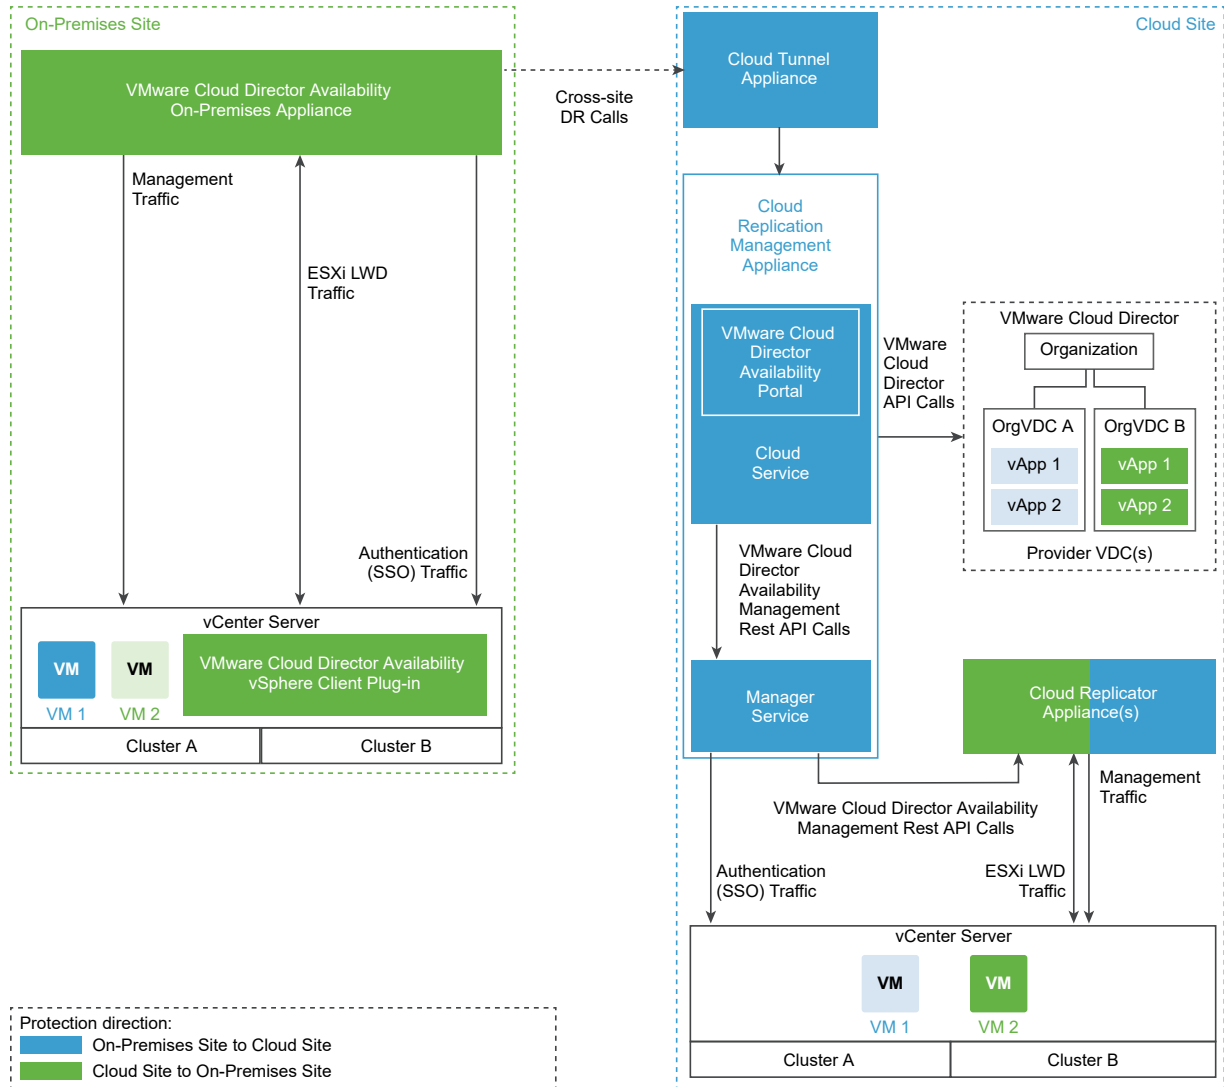 On-Premises Site
VMware Cloud Director Availability
On-Premises Appliance
Management
Traffic
ESXi LWD
Traffic
Authentication
(SSO) Traffic
vCenter Server
VM
VM 1
VM
VM 2
VMware Cloud Director Availability
vSphere Client Plug-in
Cluster A
Cluster B
Cross-site
DR Calls
Cloud Site
Cloud Tunnel
Appliance
Cloud
Replication
Management
Appliance
VMware Cloud
Director
Availability
Portal
Cloud
Service
VMware
Cloud
Director
API Calls
VMware Cloud Director
Organization
OrgVDC A
vApp 1
vApp 2
OrgVDC B
vApp 1
vApp 2
Provider VDC(s)
VMware Cloud
Director
Availability
Management
Rest API Calls
Manager
Service
Cloud Replicator
Appliance(s)
VMware Cloud Director Availability
Management Rest API Calls
Management
Traffic
Authentication
(SSO) Traffic
ESXi LWD
Traffic
vCenter Server
VM
VM 1
VM
VM 2
Cluster A
Cluster B
Protection direction:
On-Premises Site to Cloud Site
Cloud Site to On-Premises Site